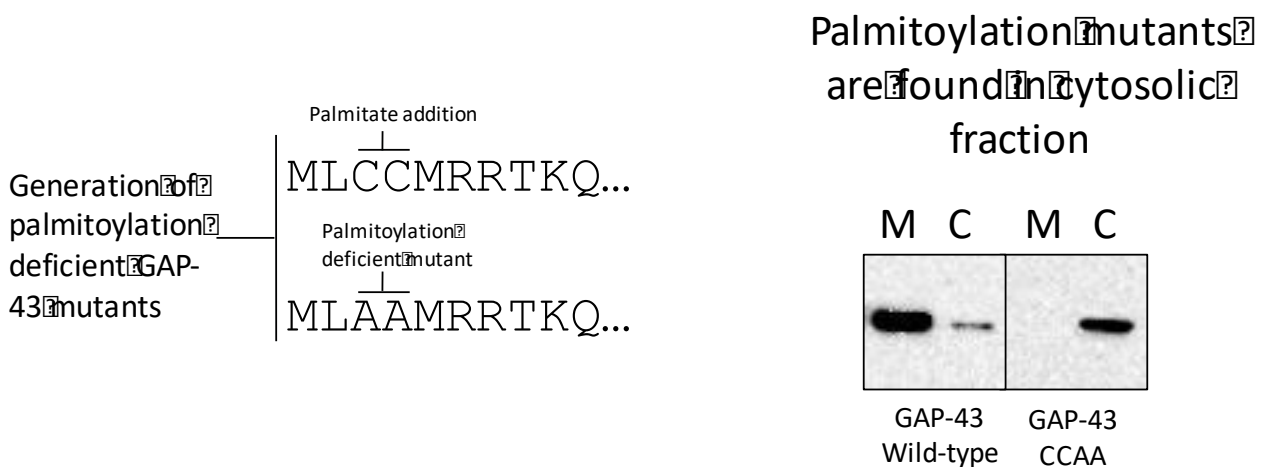 Generation of
palmitoylation
deficient GAP-
43 mutants
Palmitate addition
MLCCMRRTKQ...
Palmitoylation
deficient mutant
MLAAMRRTKQ...
Palmitoylation mutants
are found in cytosolic
fraction
M C M C
GAP-43 GAP-43
Wild-type CCAA